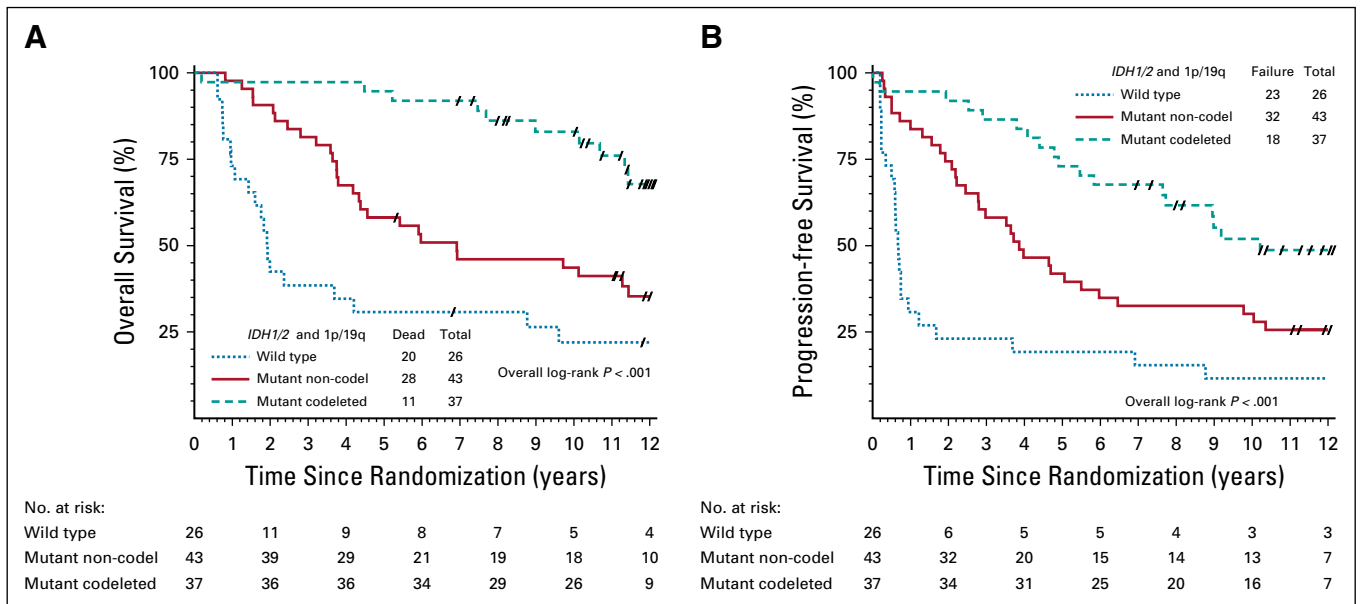 A
Overall Survival (%)
100
75
50
25
IDH1/2 and 1p/19q Dead Total
Wild type 20 26
Mutant non-codel 28 43
Mutant codeleted 11 37
Overall log-rank P < .001
0 1 2 3 4 5 6 7 8 9 10 11 12
Time Since Randomization (years)
No. at risk:
Wild type 26 11 9 8 7 5 4
Mutant non-codel 43 39 29 21 19 18 10
Mutant codeleted 37 36 36 34 29 26 9
B
Progression-free Survival (%)
100
75
50
25
IDH1/2 and 1p/19q Failure Total
Wild type 23 26
Mutant non-codel 32 43
Mutant codeleted 18 37
Overall log-rank P < .001
0 1 2 3 4 5 6 7 8 9 10 11 12
Time Since Randomization (years)
No. at risk:
Wild type 26 6 5 5 4 3 3
Mutant non-codel 43 32 20 15 14 13 7
Mutant codeleted 37 34 31 25 20 16 7